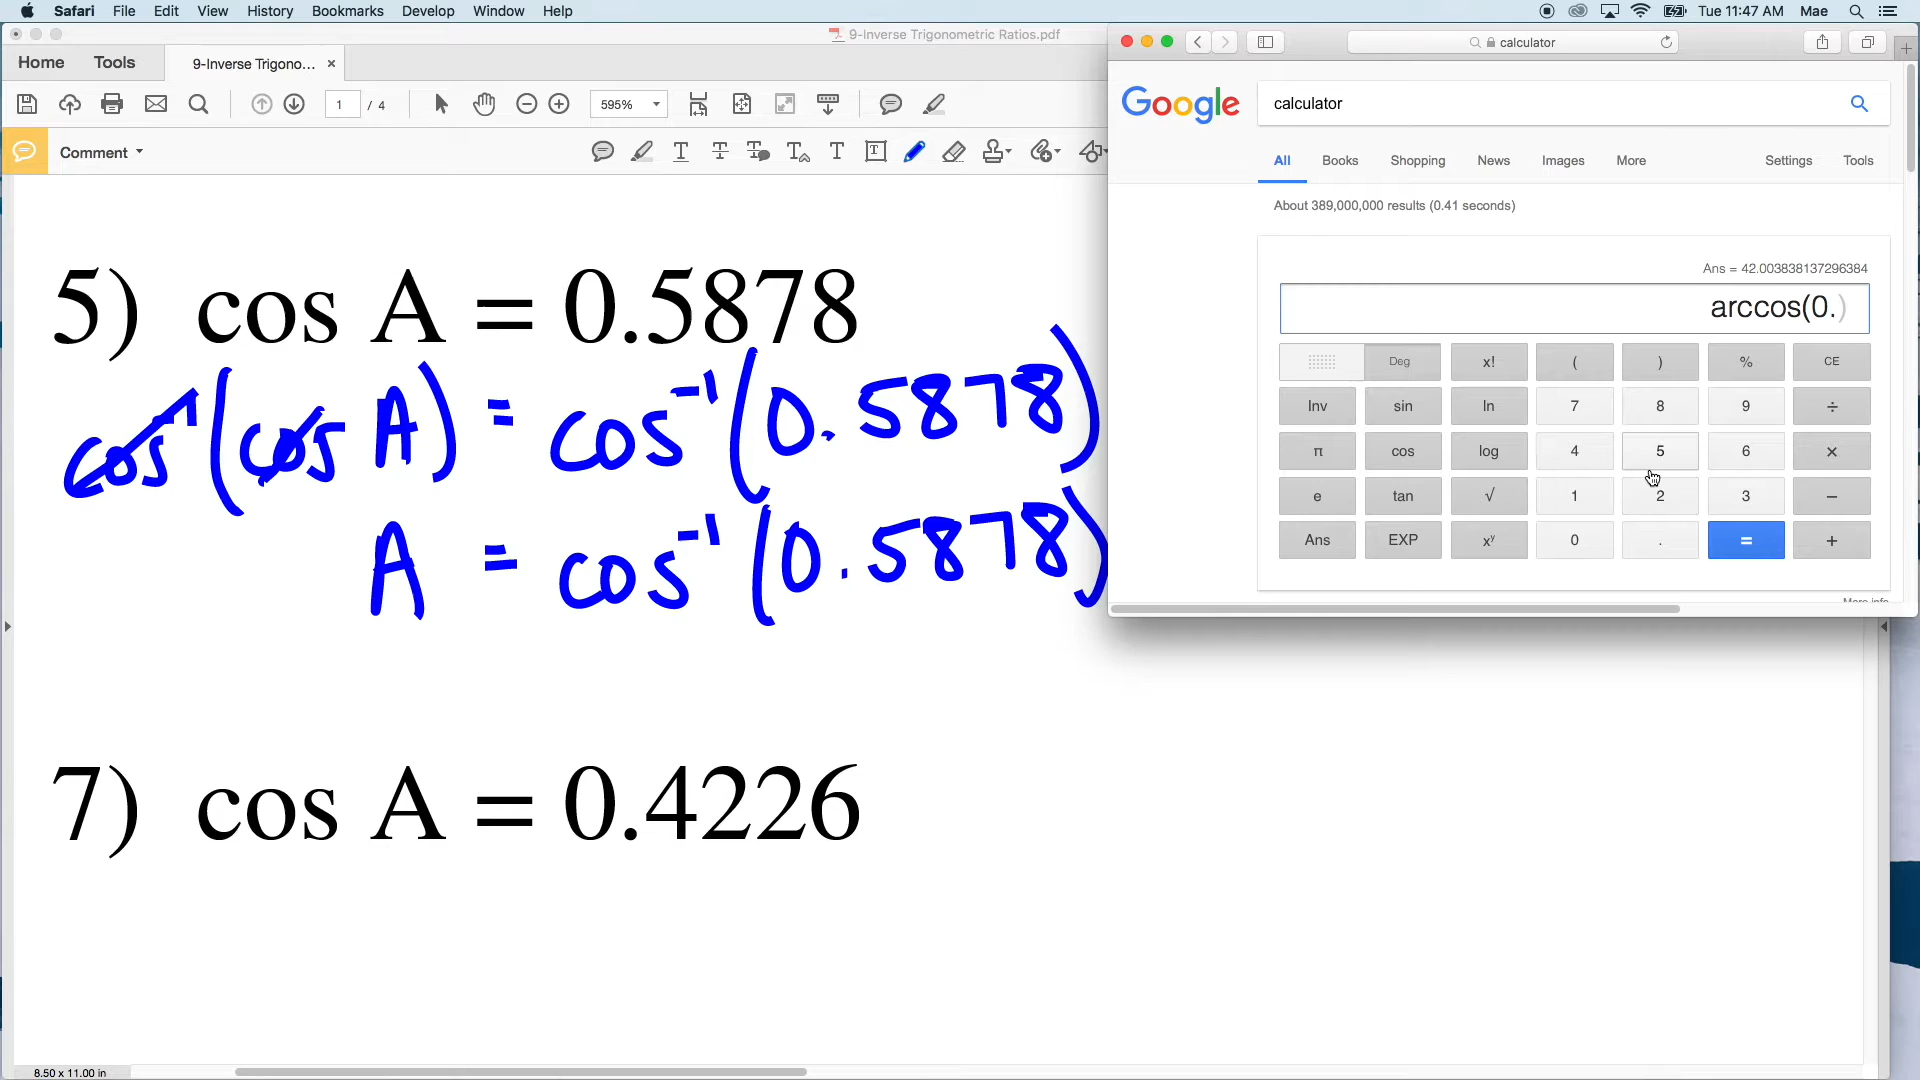 Safari File Edit View History Bookmarks Develop Window Help Tue 11:47 AM Mae
9-Inverse Trigonometric Ratios.pdf
Home Tools 9-Inverse Trigono... ×
1 / 4 595%
Comment
5) cos A = 0.5878
cos⁻¹(cos A) = cos⁻¹(0.5878)
A = cos⁻¹(0.5878)
7) cos A = 0.4226
8.50 x 11.00 in
calculator
Google calculator
All Books Shopping News Images More Settings Tools
About 389,000,000 results (0.41 seconds)
Ans = 42.003838137296384
arccos(0.)
Deg x! ( ) % CE
Inv sin ln 7 8 9 ÷
π cos log 4 5 6 ×
e tan √ 1 2 3 −
Ans EXP xʸ 0 . = +
More info